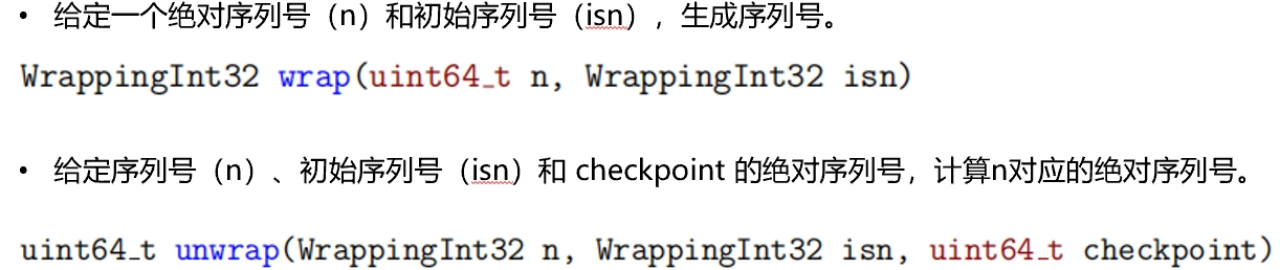 • 给定一个绝对序列号（n）和初始序列号（isn），生成序列号。
WrappingInt32 wrap(uint64_t n, WrappingInt32 isn)
• 给定序列号（n）、初始序列号（isn）和 checkpoint 的绝对序列号，计算n对应的绝对序列号。
uint64_t unwrap(WrappingInt32 n, WrappingInt32 isn, uint64_t checkpoint)